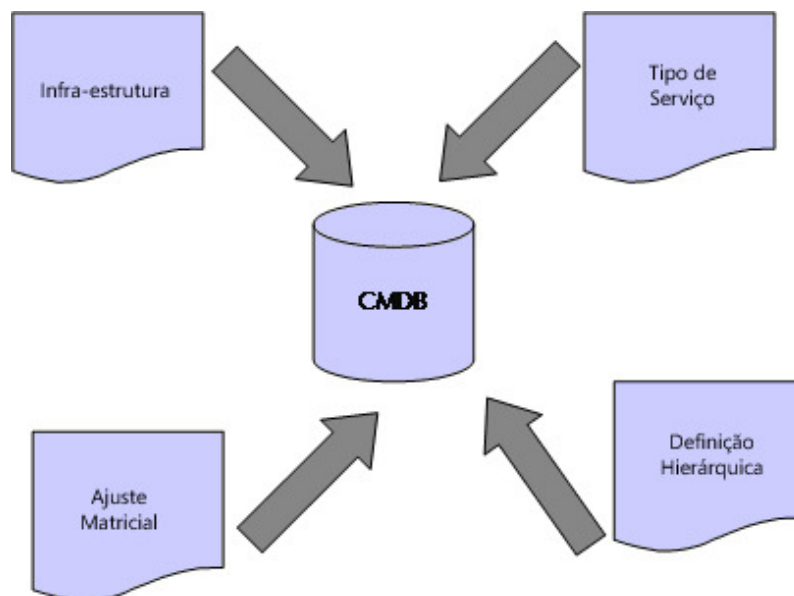 Infra-estrutura
Tipo de
Serviço
CMDB
Ajuste
Matricial
Definição
Hierárquica